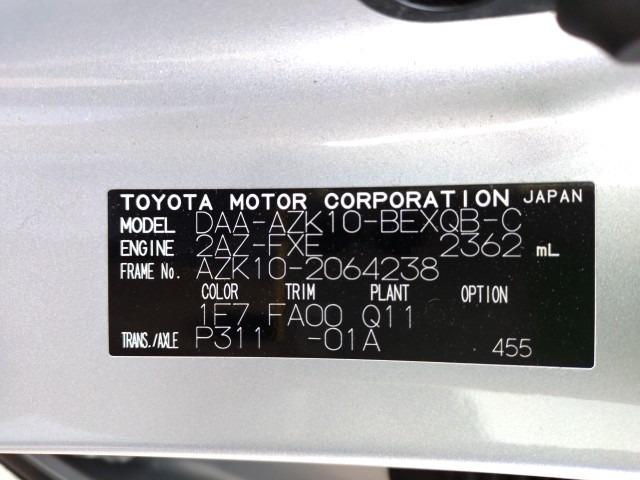 TOYOTA MOTOR CORPORATION JAPAN
MODEL DAA-AZK10-BEXQB-C
ENGINE 2AZ-FXE 2362 mL
FRAME No. AZK10-2064238
COLOR TRIM PLANT OPTION
1E7 FA00 Q11
TRANS./AXLE P311 -01A 455